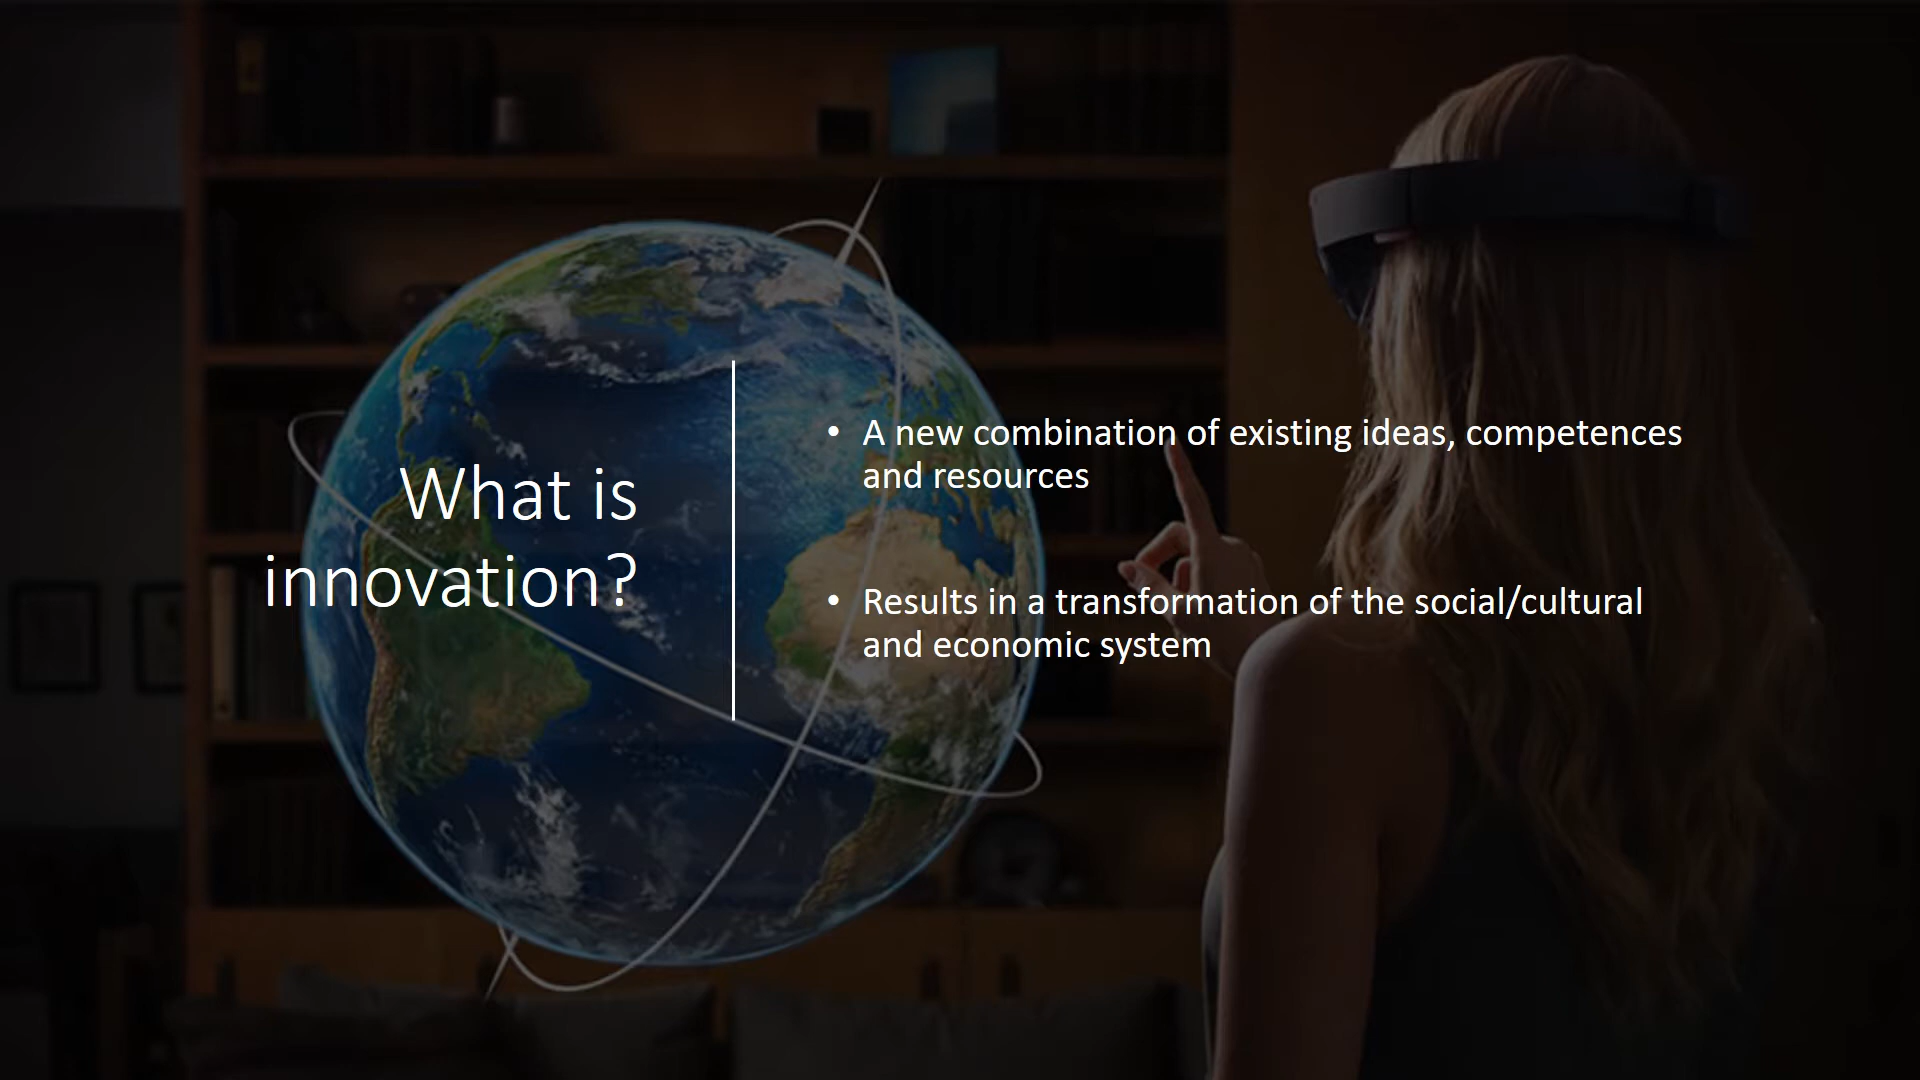 What is
innovation?
• A new combination of existing ideas, competences
and resources
• Results in a transformation of the social/cultural
and economic system